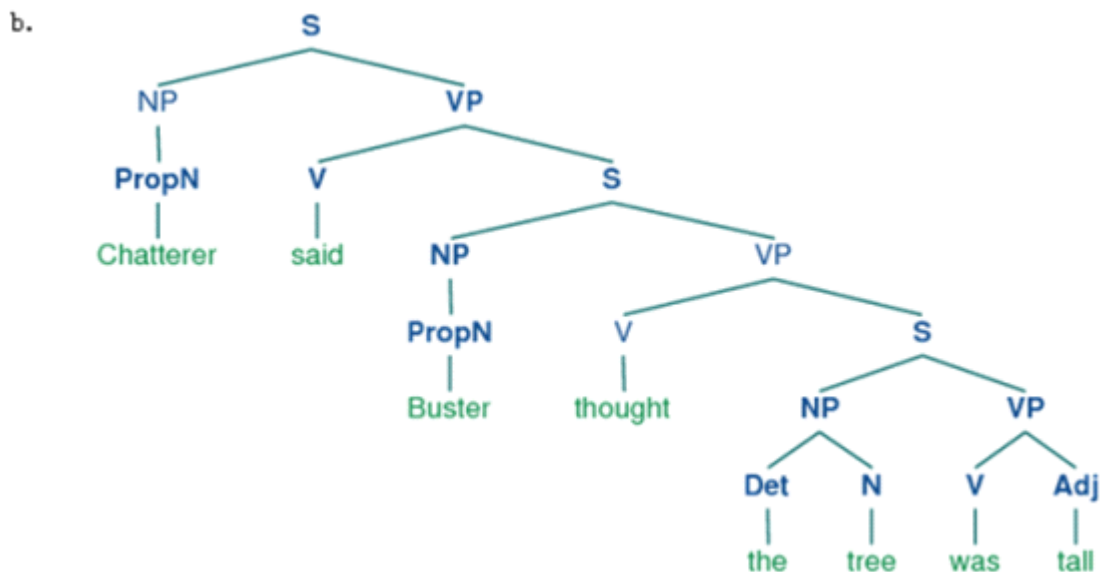 b.
S
NP VP
PropN V S
Chatterer said NP VP
PropN V S
Buster thought NP VP
Det N V Adj
the tree was tall